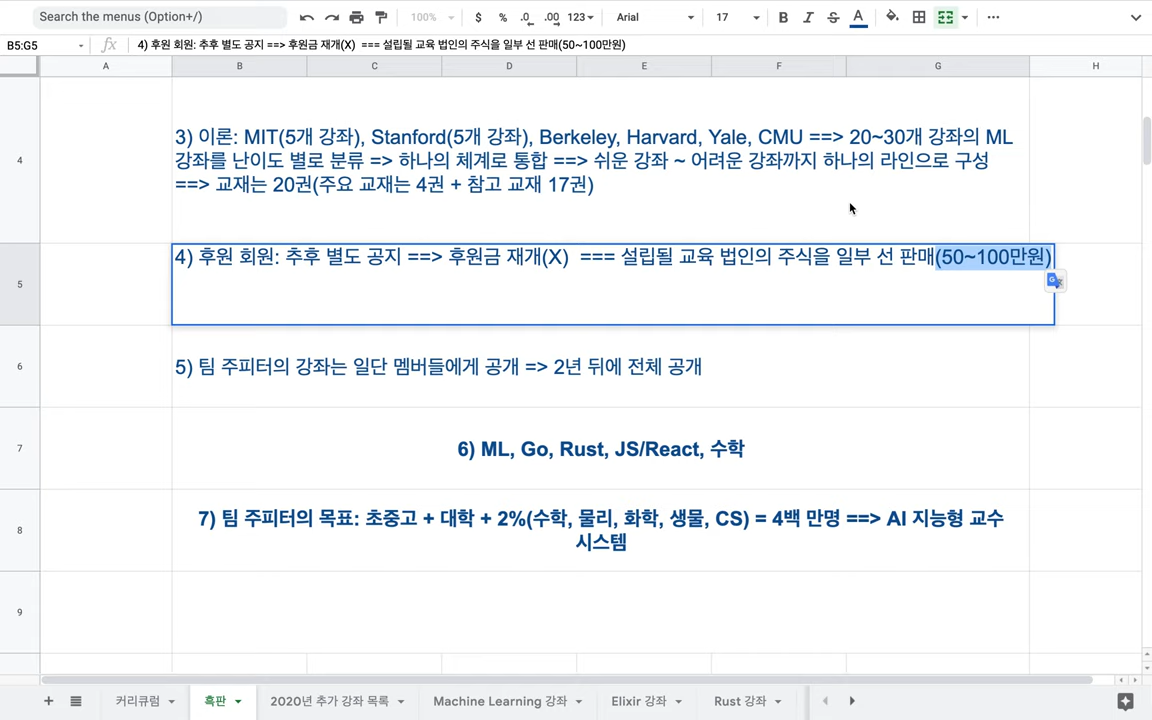 Search the menus (Option+/)
100%
$ % .0 .00 123
Arial
17
B I S A
B5:G5
fx
4) 후원 회원: 추후 별도 공지 ==> 후원금 재개(X)  === 설립될 교육 법인의 주식을 일부 선 판매(50~100만원)
A B C D E F G H
4
3) 이론: MIT(5개 강좌), Stanford(5개 강좌), Berkeley, Harvard, Yale, CMU ==> 20~30개 강좌의 ML
강좌를 난이도 별로 분류 => 하나의 체계로 통합 ==> 쉬운 강좌 ~ 어려운 강좌까지 하나의 라인으로 구성
==> 교재는 20권(주요 교재는 4권 + 참고 교재 17권)
5
4) 후원 회원: 추후 별도 공지 ==> 후원금 재개(X)  === 설립될 교육 법인의 주식을 일부 선 판매(50~100만원)
6
5) 팀 주피터의 강좌는 일단 멤버들에게 공개 => 2년 뒤에 전체 공개
7
6) ML, Go, Rust, JS/React, 수학
8
7) 팀 주피터의 목표: 초중고 + 대학 + 2%(수학, 물리, 화학, 생물, CS) = 4백 만명 ==> AI 지능형 교수
시스템
9
커리큘럼
흑판
2020년 추가 강좌 목록
Machine Learning 강좌
Elixir 강좌
Rust 강좌